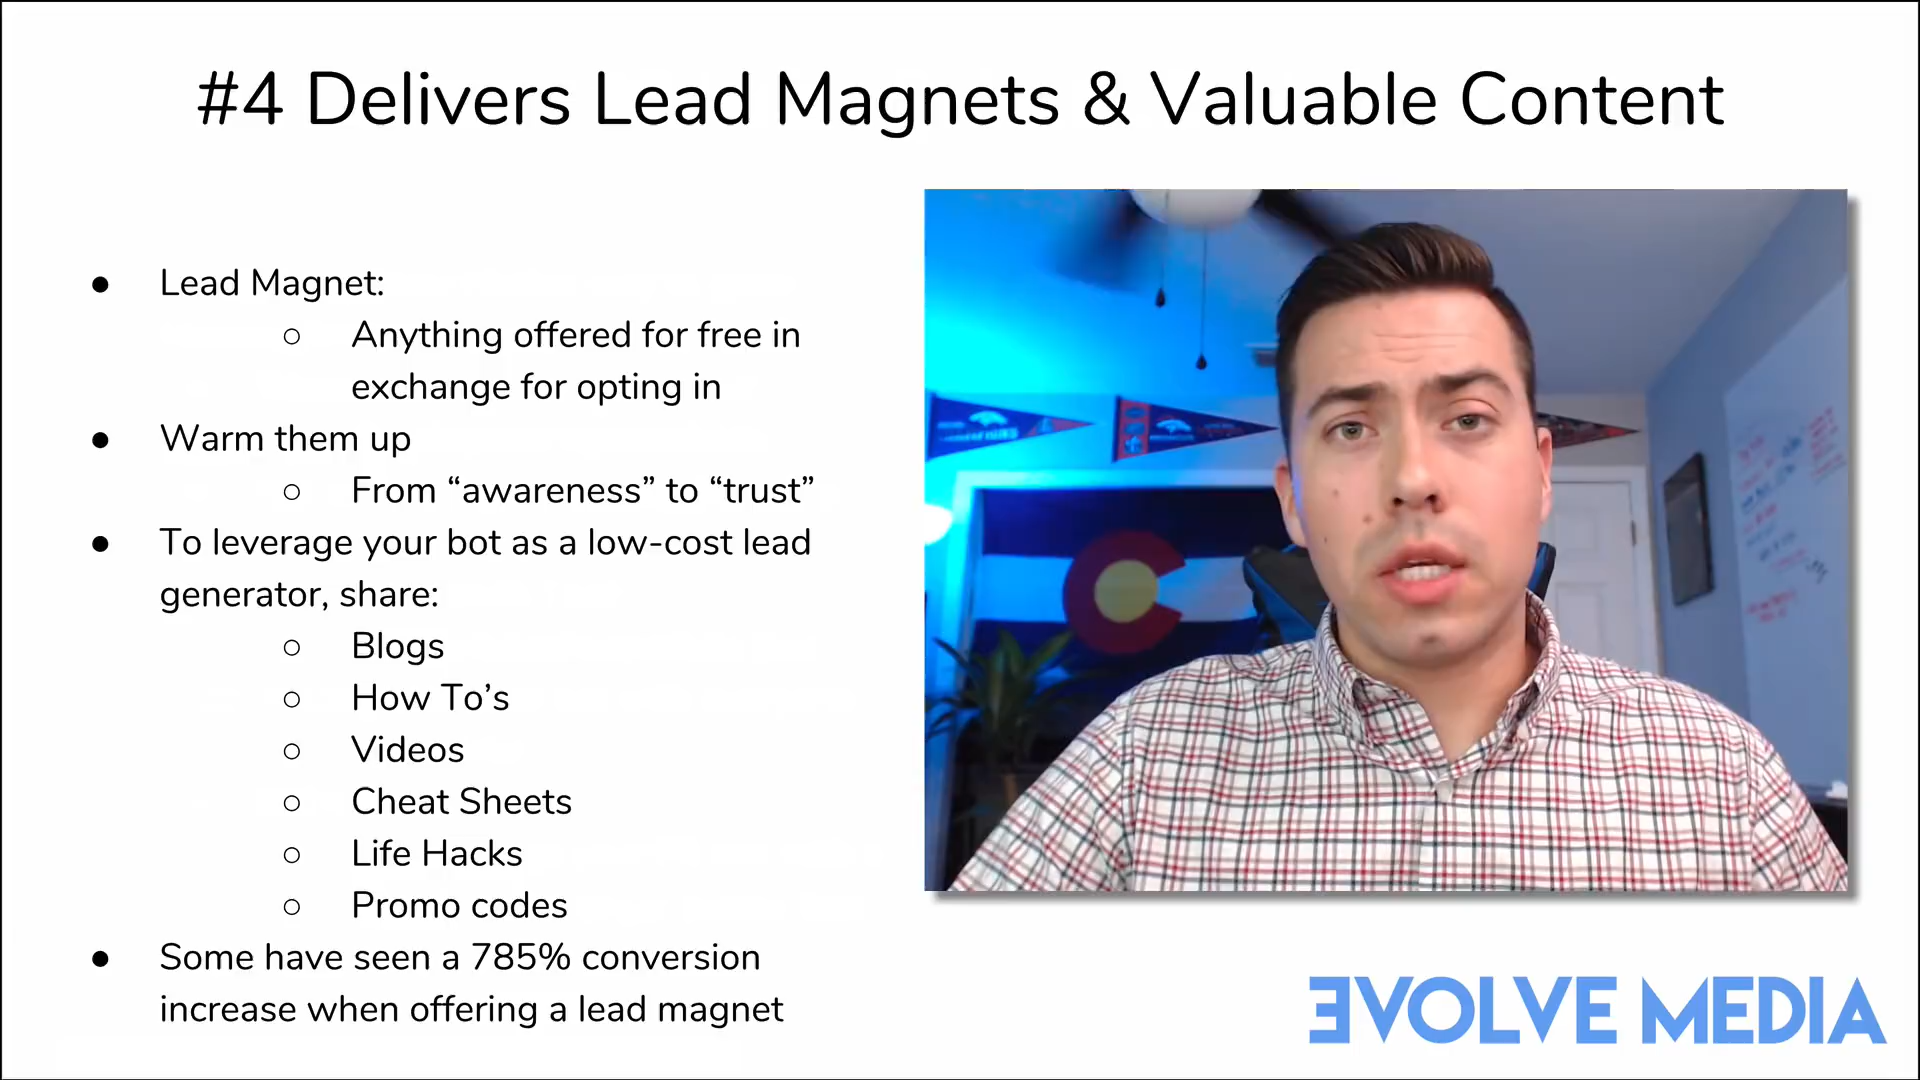 #4 Delivers Lead Magnets & Valuable Content
● Lead Magnet:
○ Anything offered for free in
exchange for opting in
● Warm them up
○ From “awareness” to “trust”
● To leverage your bot as a low-cost lead
generator, share:
○ Blogs
○ How To’s
○ Videos
○ Cheat Sheets
○ Life Hacks
○ Promo codes
● Some have seen a 785% conversion
increase when offering a lead magnet
EVOLVE MEDIA